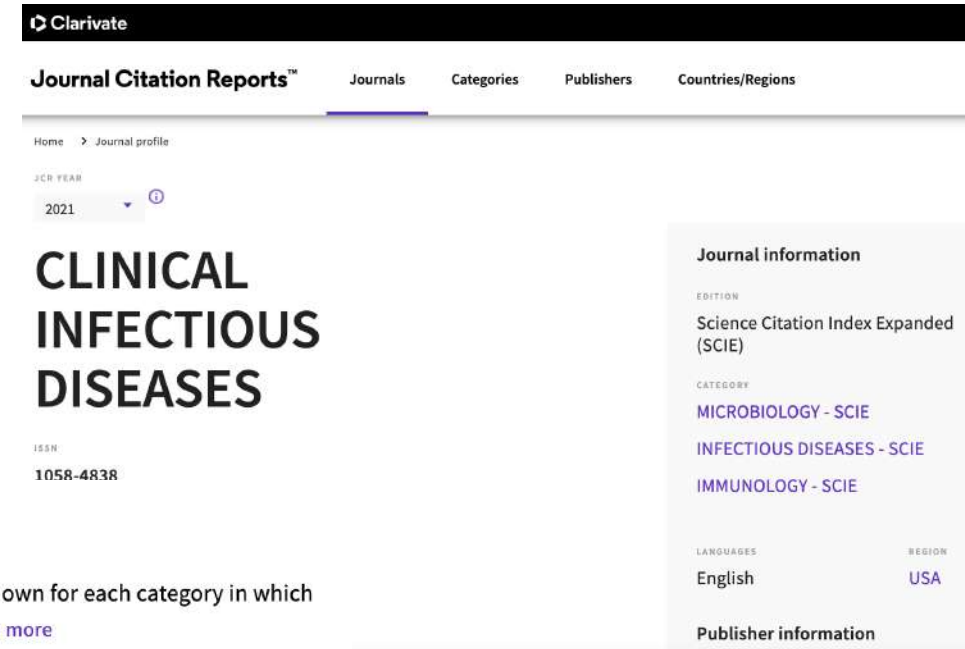 Clarivate
Journal Citation Reports™
Journals
Categories
Publishers
Countries/Regions
Home > Journal profile
JCR YEAR
2021
CLINICAL
INFECTIOUS
DISEASES
ISSN
1058-4838
own for each category in which
more
Journal information
EDITION
Science Citation Index Expanded
(SCIE)
CATEGORY
MICROBIOLOGY - SCIE
INFECTIOUS DISEASES - SCIE
IMMUNOLOGY - SCIE
LANGUAGES
REGION
English
USA
Publisher information